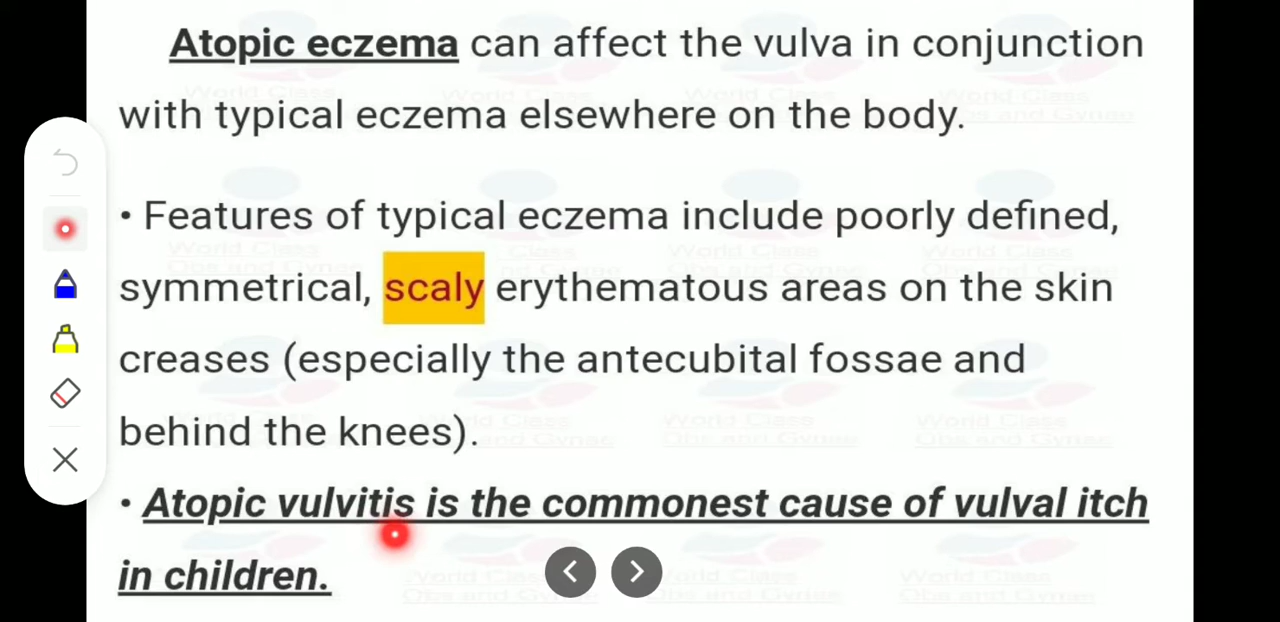 Atopic eczema can affect the vulva in conjunction
with typical eczema elsewhere on the body.
• Features of typical eczema include poorly defined,
symmetrical, scaly erythematous areas on the skin
creases (especially the antecubital fossae and
behind the knees).
• Atopic vulvitis is the commonest cause of vulval itch
in children.